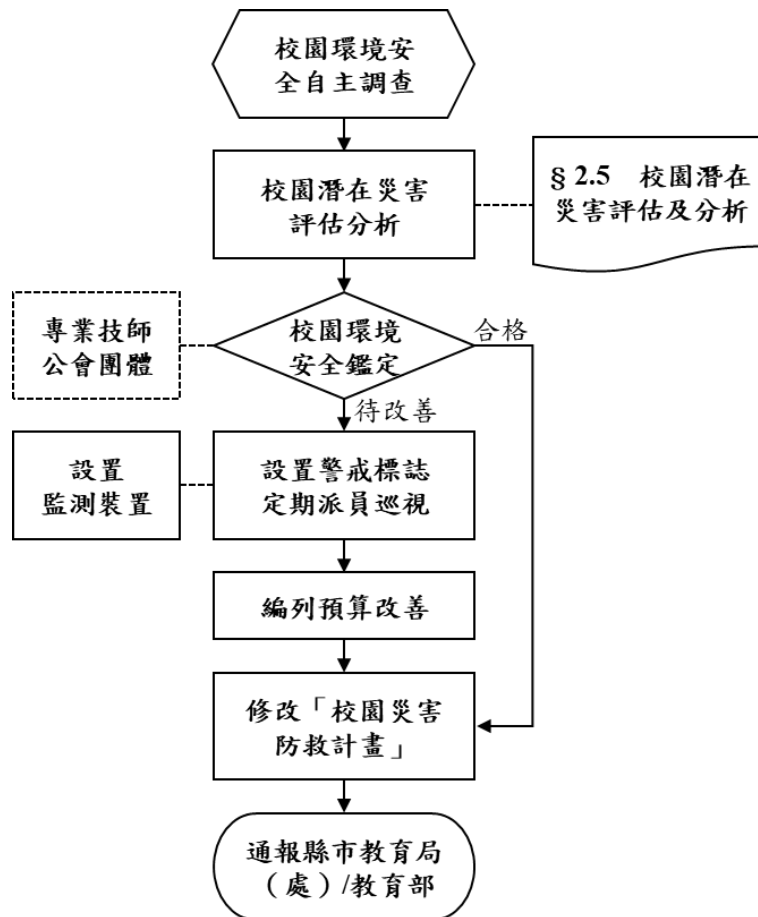 校園環境安
全自主調查
校園潛在災害
評估分析
§ 2.5 校園潛在
災害評估及分析
專業技師
公會團體
校園環境
安全鑑定
合格
待改善
設置
監測裝置
設置警戒標誌
定期派員巡視
編列預算改善
修改「校園災害
防救計畫」
通報縣市教育局
（處）/教育部